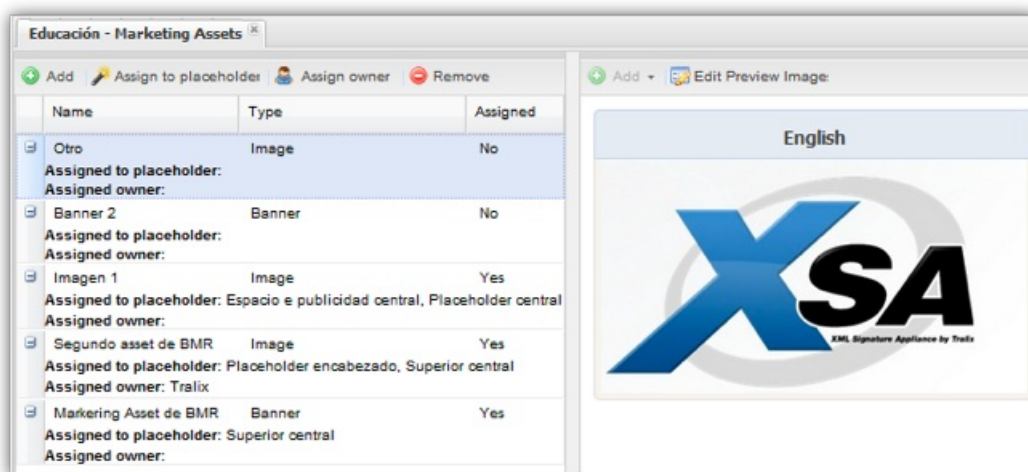 Educación - Marketing Assets
Add Assign to placeholder Assign owner Remove
Name Type Assigned
Otro Image No
Assigned to placeholder:
Assigned owner:
Banner 2 Banner No
Assigned to placeholder:
Assigned owner:
Imagen 1 Image Yes
Assigned to placeholder: Espacio e publicidad central, Placeholder central
Assigned owner:
Segundo asset de BMR Image Yes
Assigned to placeholder: Placeholder encabezado, Superior central
Assigned owner: Tralix
Markering Asset de BMR Banner Yes
Assigned to placeholder: Superior central
Assigned owner:
Add Edit Preview Image:
English
XSA
XML Signature Appliance by Tralix